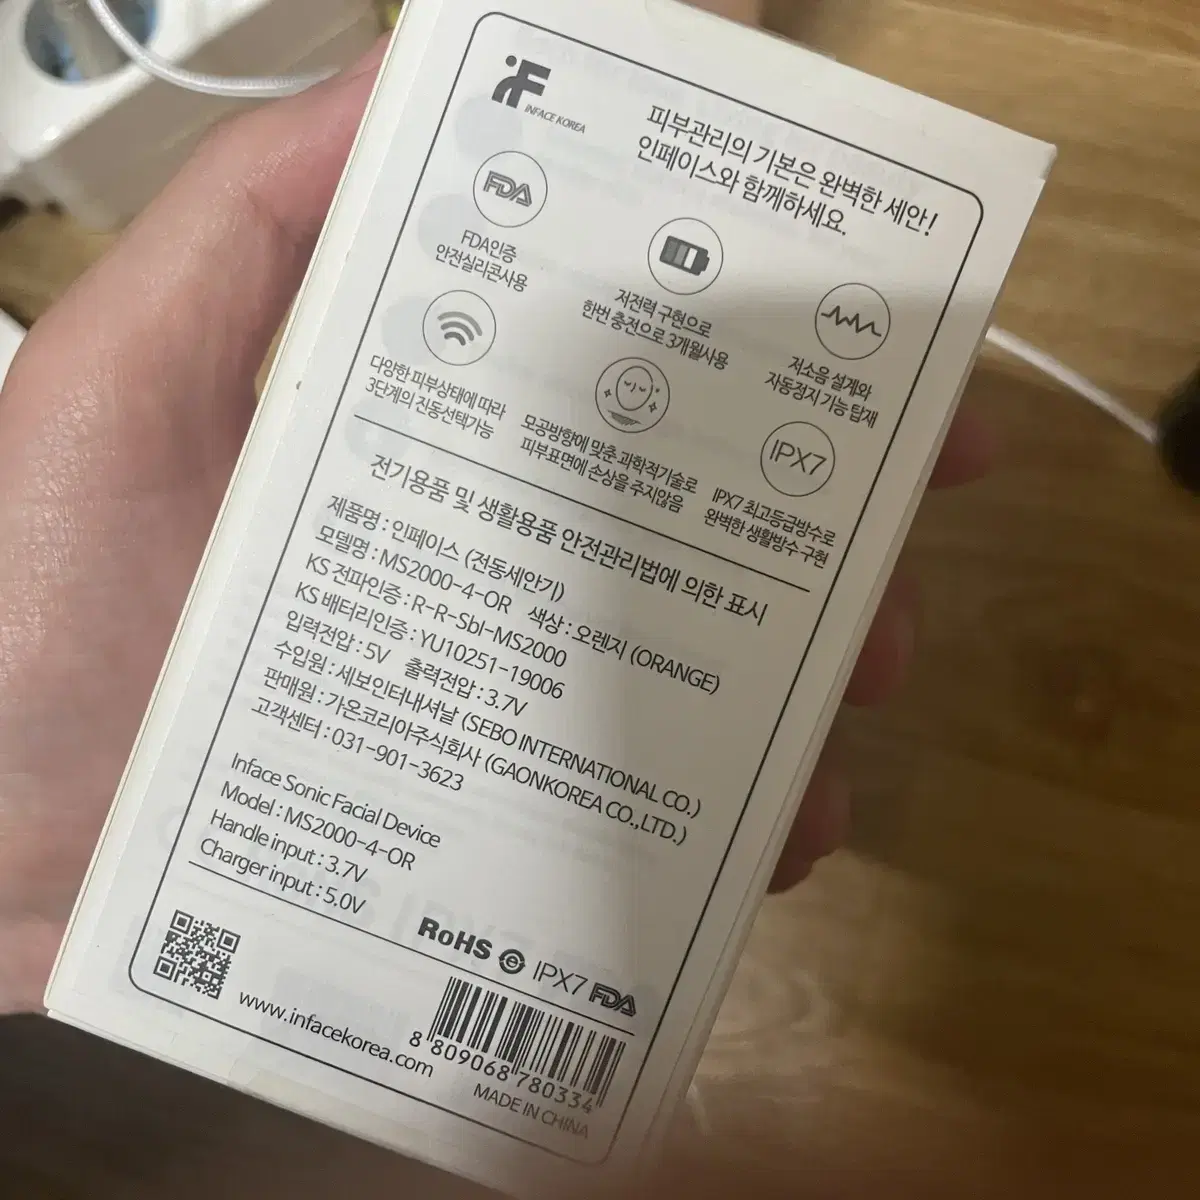 iF
INFACE KOREA
피부관리의 기본은 완벽한 세안!
인페이스와 함께하세요.
FDA
FDA인증
안전실리콘사용
저전력 구현으로
한번 충전으로 3개월사용
저소음 설계와
자동정지 기능 탑재
다양한 피부상태에 따라
3단계의 진동선택가능
모공방향에 맞춘 과학적기술로
피부표면에 손상을 주지않음
IPX7
IPX7 최고등급방수로
완벽한 생활방수 구현
전기용품 및 생활용품 안전관리법에 의한 표시
제품명 : 인페이스 (전동세안기)
모델명 : MS2000-4-OR 색상 : 오렌지 (ORANGE)
KS 전파인증 : R-R-SbI-MS2000
KS 배터리인증 : YU10251-19006
입력전압 : 5V 출력전압 : 3.7V
수입원 : 세보인터내셔날 (SEBO INTERNATIONAL CO.)
판매원 : 가온코리아주식회사 (GAONKOREA CO.,LTD.)
고객센터 : 031-901-3623
Inface Sonic Facial Device
Model : MS2000-4-OR
Handle input : 3.7V
Charger input : 5.0V
RoHS IPX7 FDA
www.infacekorea.com
8 809068 780334
MADE IN CHINA